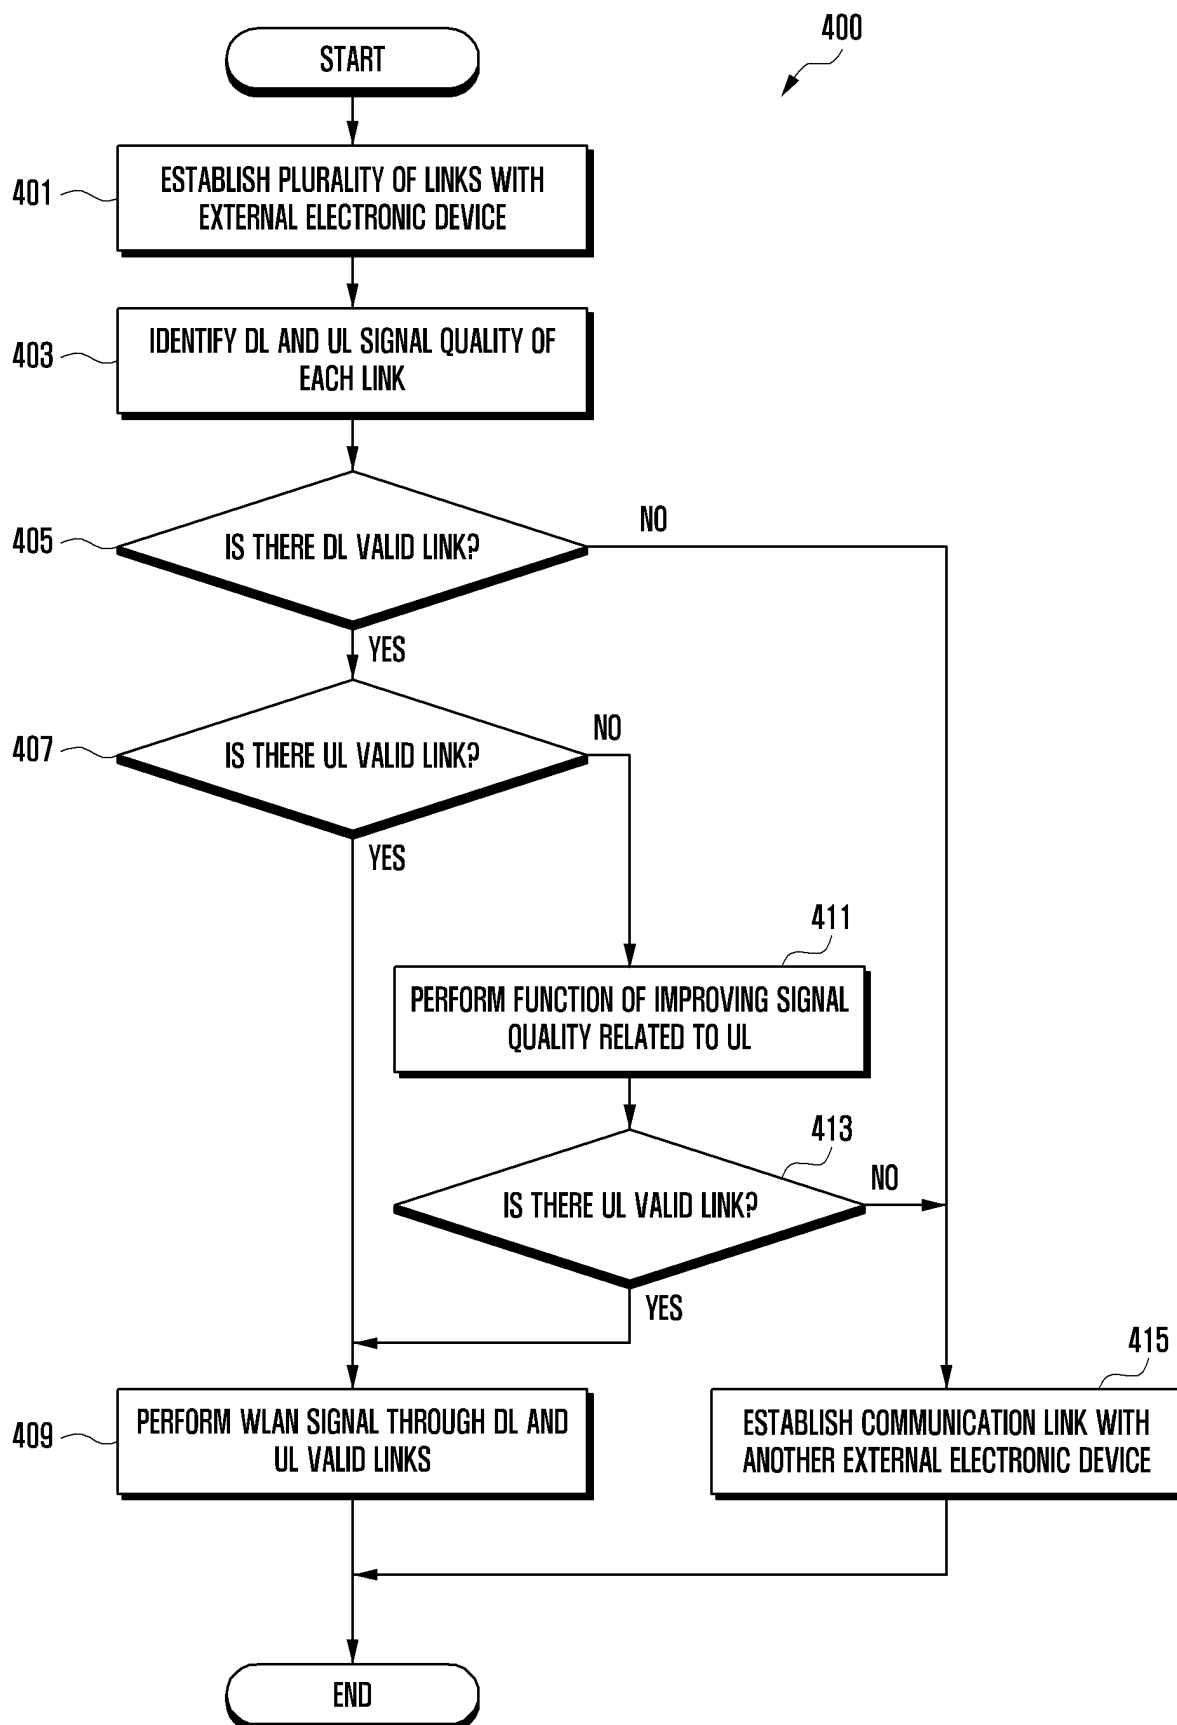 400
START
401
ESTABLISH PLURALITY OF LINKS WITH
EXTERNAL ELECTRONIC DEVICE
403
IDENTIFY DL AND UL SIGNAL QUALITY OF
EACH LINK
405
IS THERE DL VALID LINK?
NO
YES
407
IS THERE UL VALID LINK?
NO
YES
411
PERFORM FUNCTION OF IMPROVING SIGNAL
QUALITY RELATED TO UL
413
IS THERE UL VALID LINK?
NO
YES
409
PERFORM WLAN SIGNAL THROUGH DL AND
UL VALID LINKS
415
ESTABLISH COMMUNICATION LINK WITH
ANOTHER EXTERNAL ELECTRONIC DEVICE
END